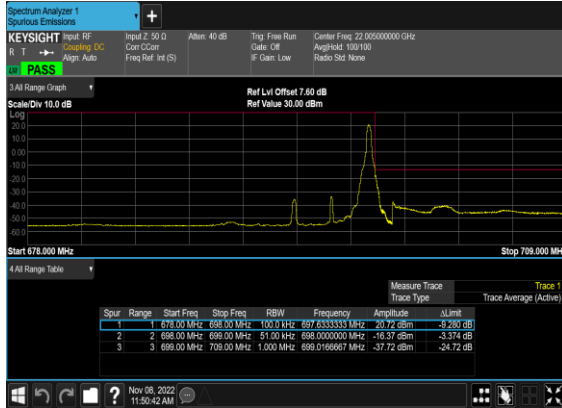 Spectrum Analyzer 1
Spurious Emissions
+
KEYSIGHT Input: RF
R T Coupling: DC
Align: Auto
Input Z: 50 Ω
Corr CCorr
Freq Ref: Int (S)
Atten: 40 dB
Trig: Free Run
Gate: Off
IF Gain: Low
Center Freq: 22.005000000 GHz
Avg|Hold: 100/100
Radio Std: None
PASS
3 All Range Graph
Scale/Div 10.0 dB
Ref Lvl Offset 7.60 dB
Ref Value 30.00 dBm
Log
20.0
10.0
0.00
-10.0
-20.0
-30.0
-40.0
-50.0
-60.0
Start 678.000 MHz
Stop 709.000 MH
4 All Range Table
Measure Trace Trace 1
Trace Type Trace Average (Active)
Spur Range Start Freq Stop Freq RBW Frequency Amplitude ΔLimit
1 1 678.00 MHz 698.00 MHz 100.0 kHz 697.6333333 MHz 20.72 dBm -9.280 dB
2 2 698.00 MHz 699.00 MHz 51.00 kHz 698.0000000 MHz -16.37 dBm -3.374 dB
3 3 699.00 MHz 709.00 MHz 1.000 MHz 699.0166667 MHz -37.72 dBm -24.72 dB
?
Nov 08, 2022
11:50:42 AM